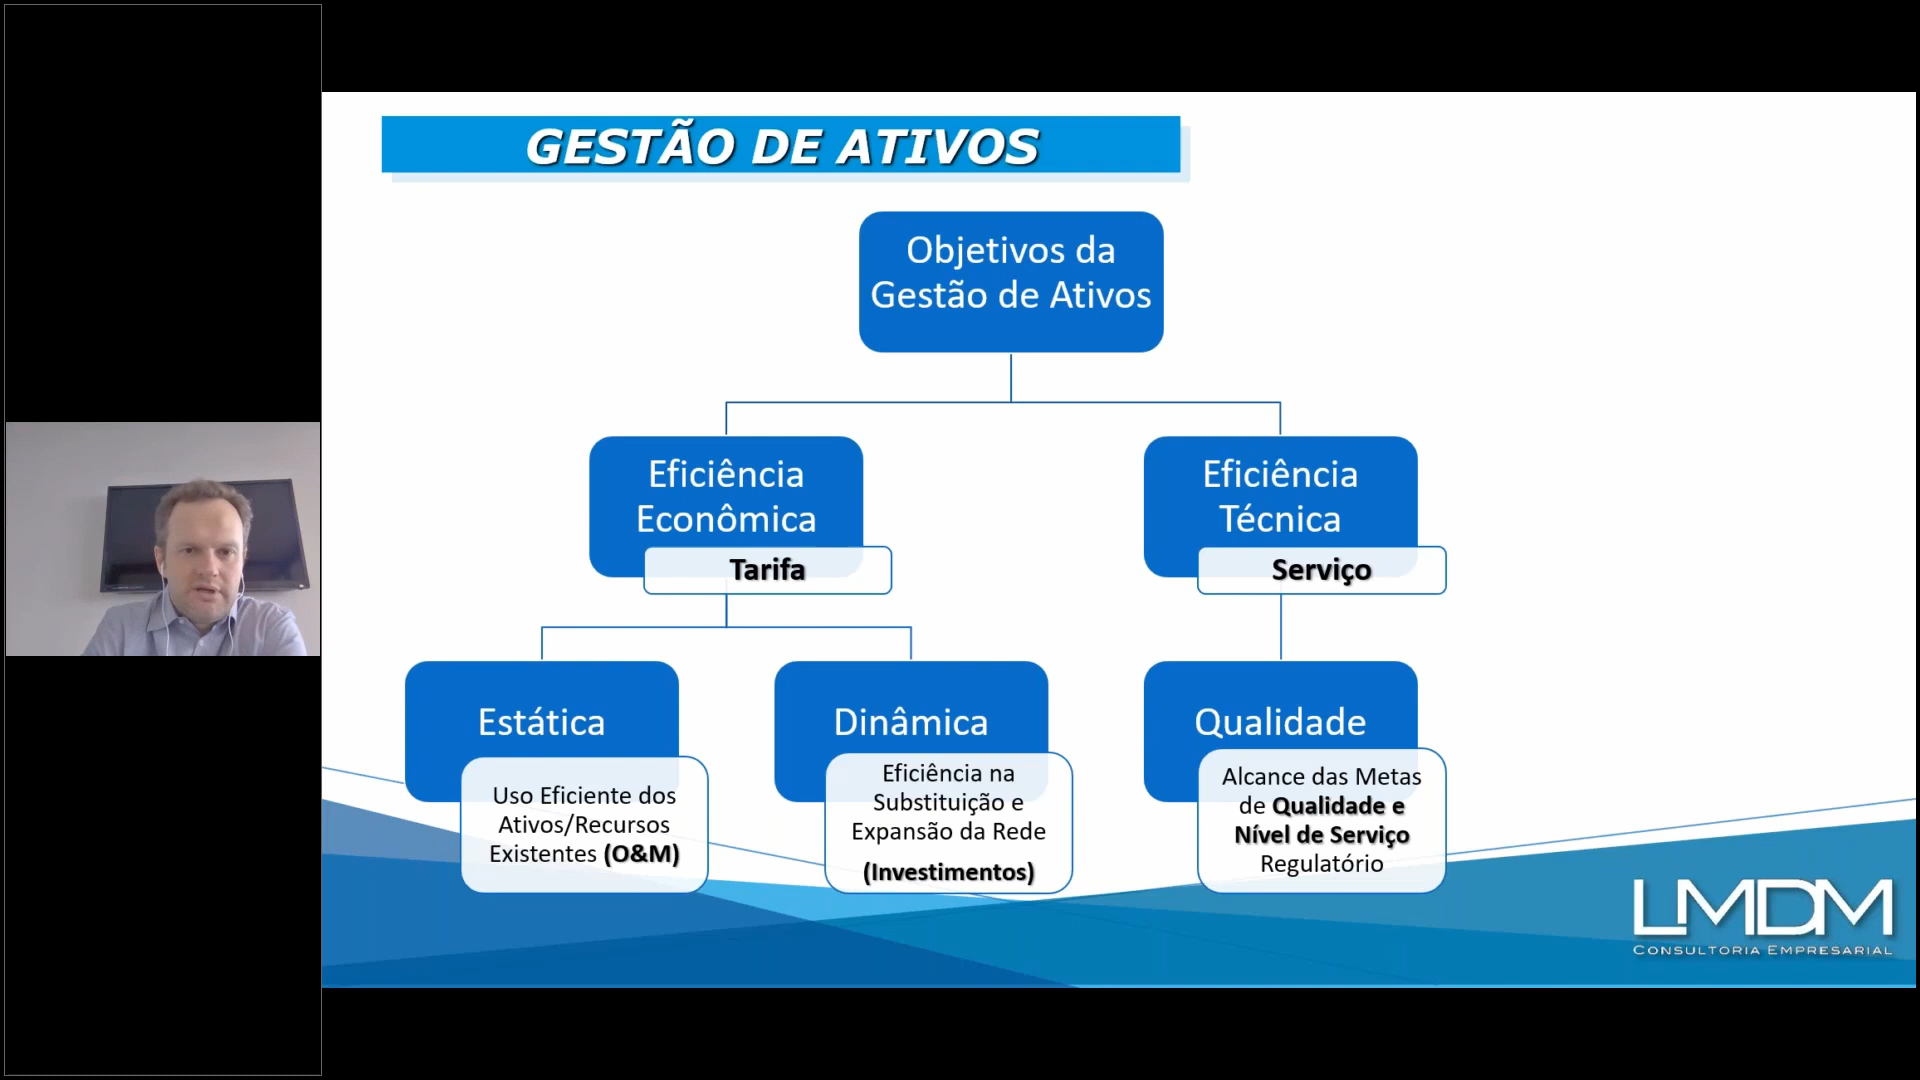 GESTÃO DE ATIVOS
Objetivos da
Gestão de Ativos
Eficiência
Econômica
Tarifa
Eficiência
Técnica
Serviço
Estática
Uso Eficiente dos
Ativos/Recursos
Existentes (O&M)
Dinâmica
Eficiência na
Substituição e
Expansão da Rede
(Investimentos)
Qualidade
Alcance das Metas
de Qualidade e
Nível de Serviço
Regulatório
LMDM
CONSULTORIA EMPRESARIAL